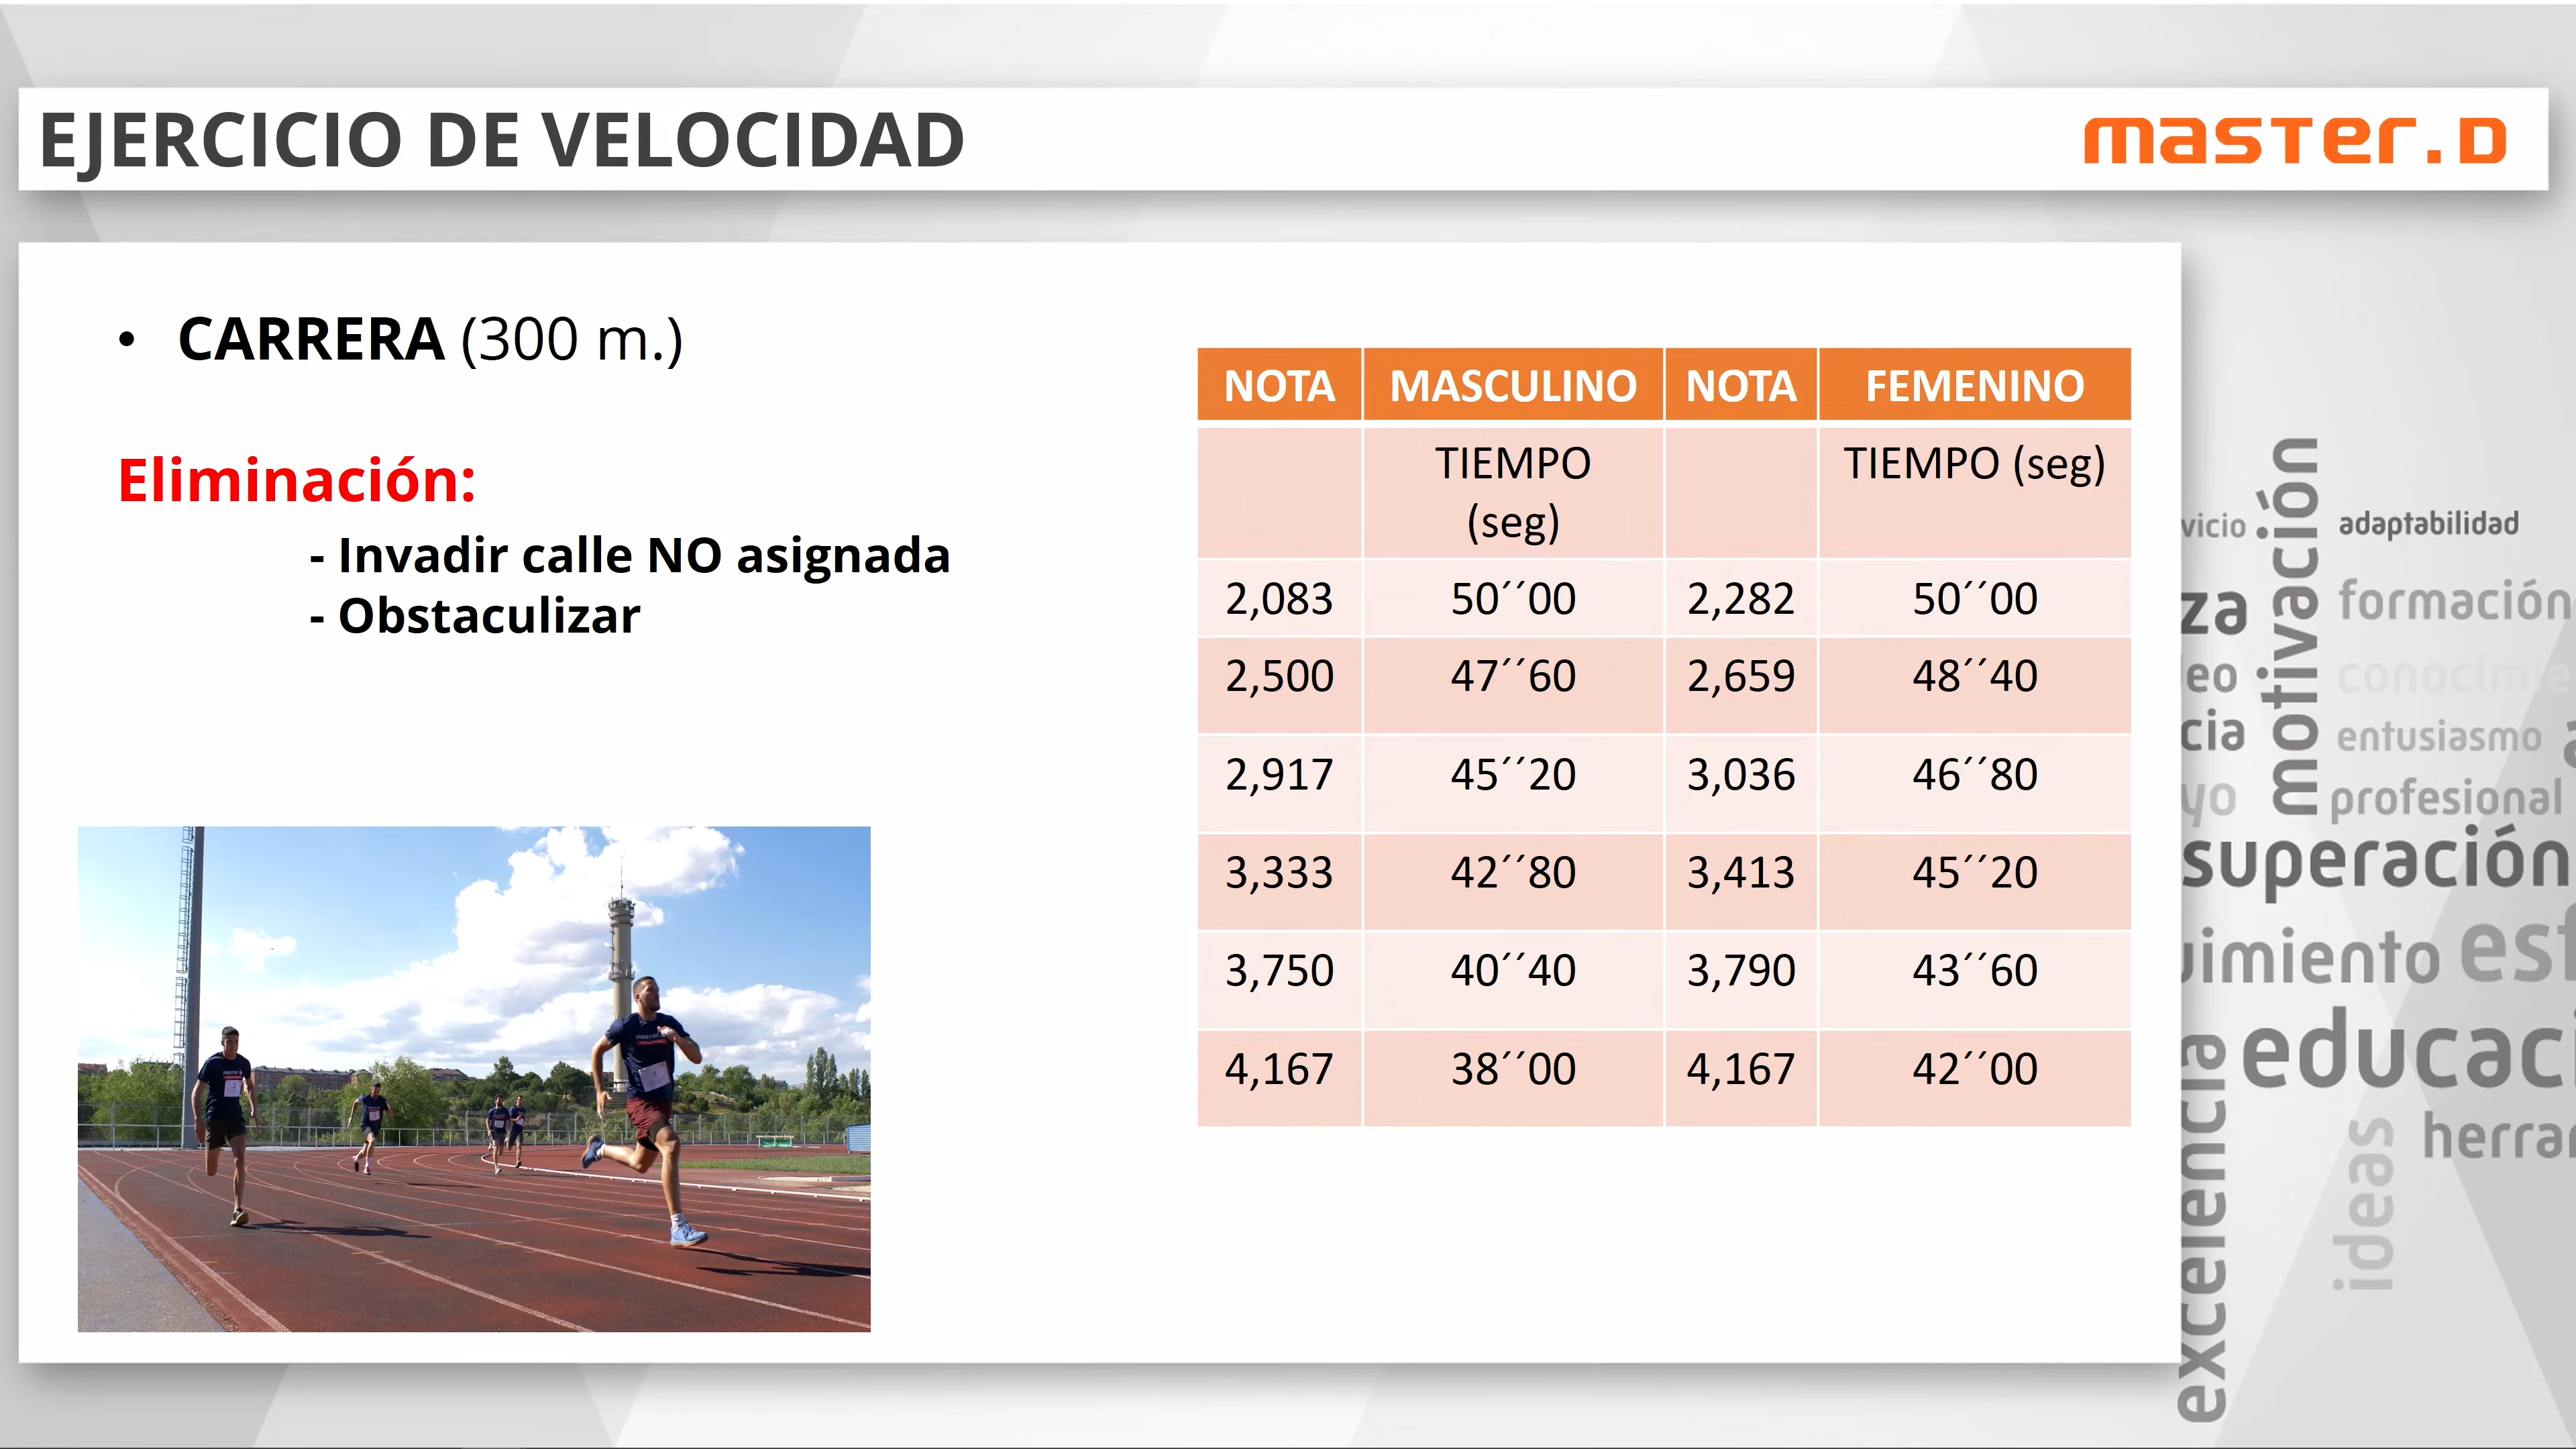 EJERCICIO DE VELOCIDAD
master.D
• CARRERA (300 m.)
Eliminación:
- Invadir calle NO asignada
- Obstaculizar
NOTA MASCULINO NOTA FEMENINO
TIEMPO (seg) TIEMPO (seg)
2,083 50´´00 2,282 50´´00
2,500 47´´60 2,659 48´´40
2,917 45´´20 3,036 46´´80
3,333 42´´80 3,413 45´´20
3,750 40´´40 3,790 43´´60
4,167 38´´00 4,167 42´´00
motivación
adaptabilidad
formación
entusiasmo
profesional
superación
excelencia
ideas